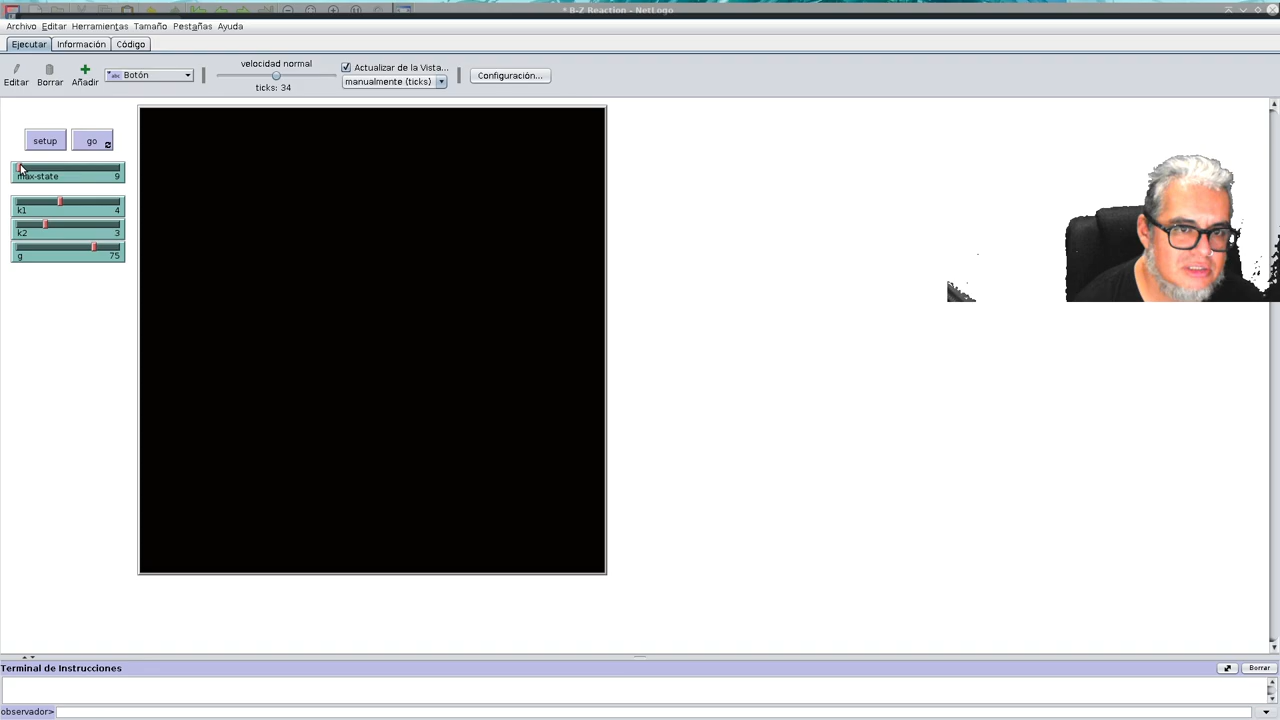 * B-Z Reaction - NetLogo
Archivo Editar Herramientas Tamaño Pestañas Ayuda
Ejecutar Información Código
Editar Borrar Añadir
abc Botón
velocidad normal
ticks: 34
Actualizar de la Vista...
manualmente (ticks)
Configuración...
setup go
max-state 9
k1 4
k2 3
g 75
Terminal de Instrucciones
Borrar
observador>